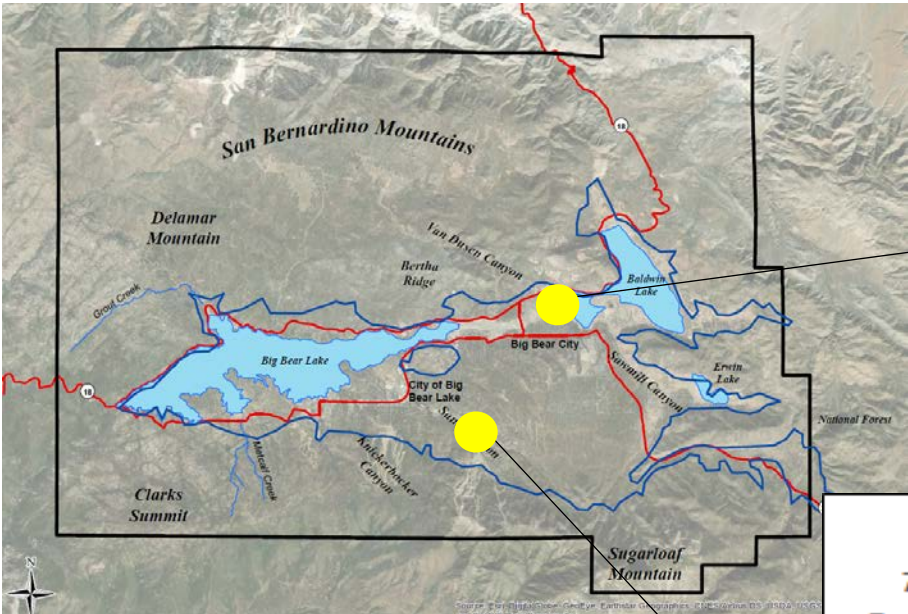 18
San Bernardino Mountains
Delamar
Mountain
Van Dusen Canyon
Bertha
Ridge
Baldwin
Lake
Grout Creek
Big Bear Lake
Big Bear City
Sawmill Canyon
Erwin
Lake
City of Big
Bear Lake
18
National Forest
Knickerbacker
Canyon
Metcalf Creek
Clarks
Summit
Sugarloaf
Mountain
N